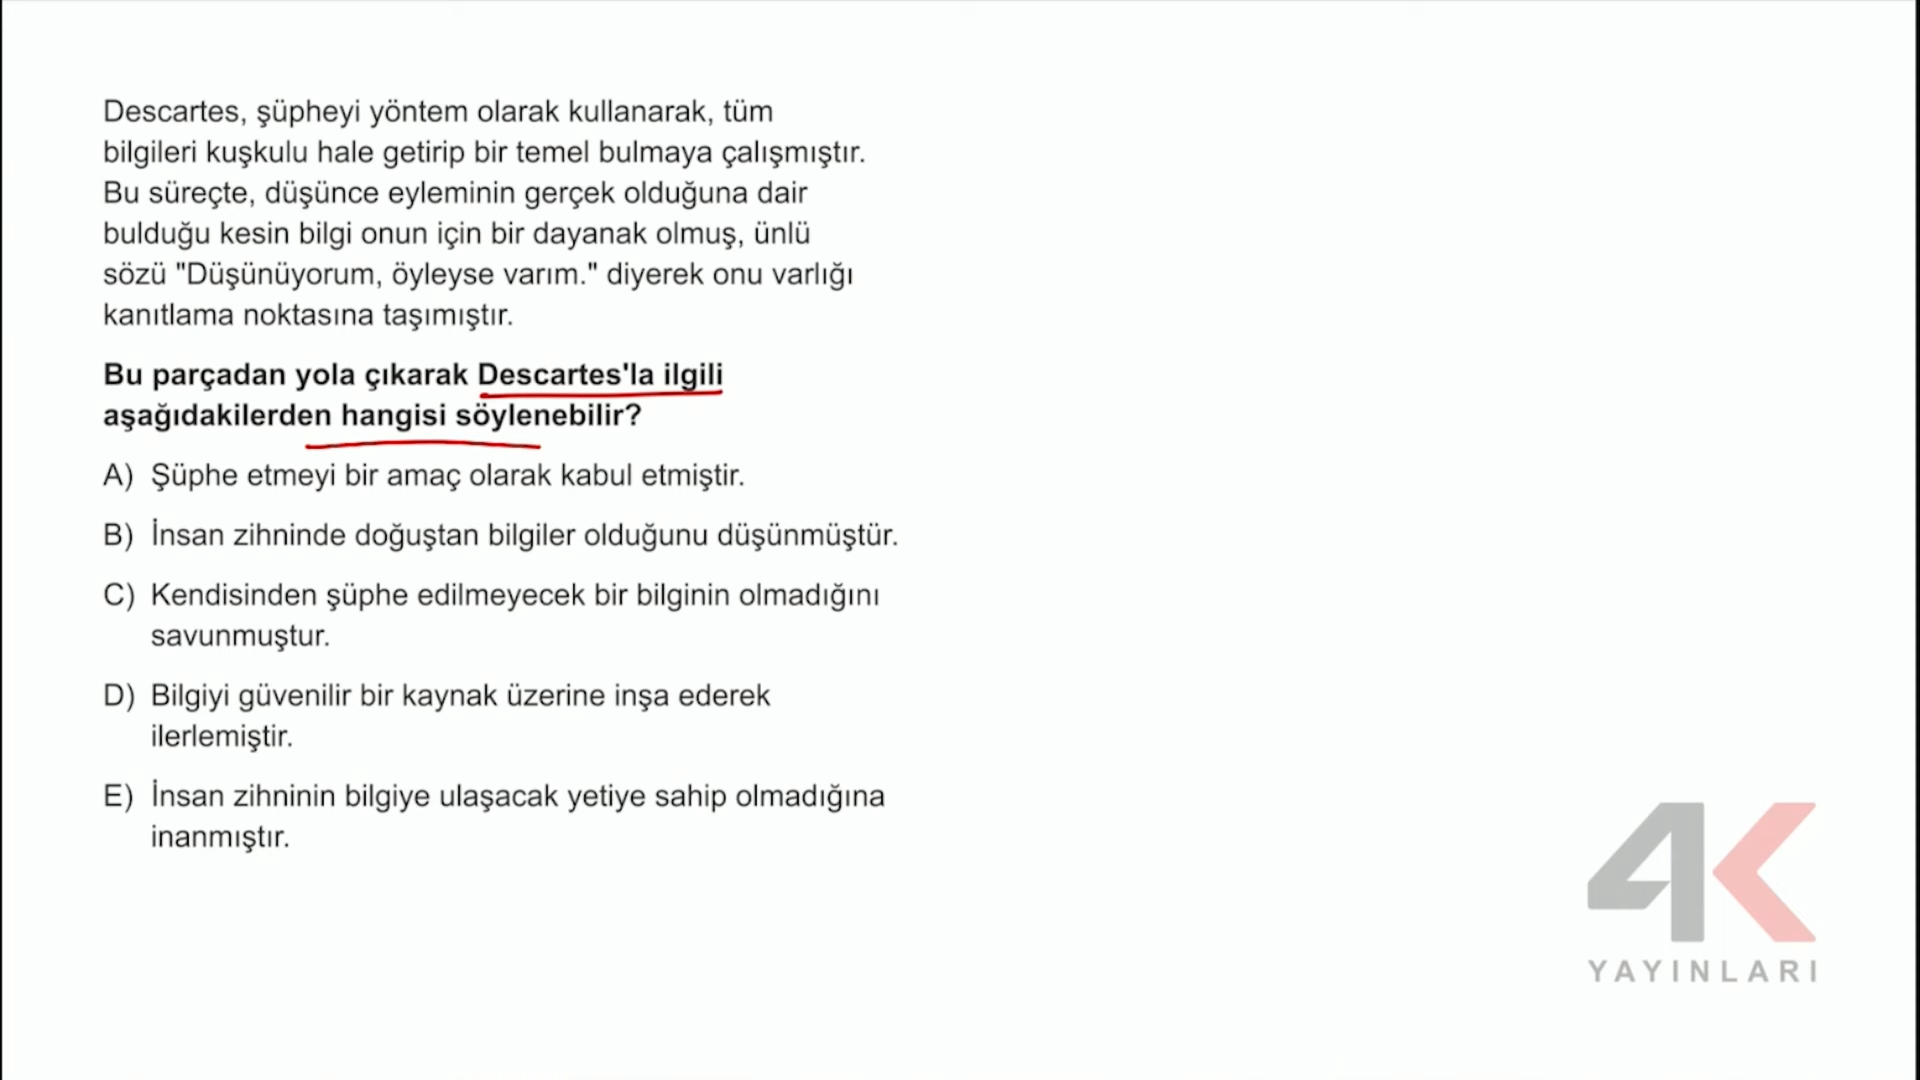 Descartes, şüpheyi yöntem olarak kullanarak, tüm
bilgileri kuşkulu hale getirip bir temel bulmaya çalışmıştır.
Bu süreçte, düşünce eyleminin gerçek olduğuna dair
bulduğu kesin bilgi onun için bir dayanak olmuş, ünlü
sözü "Düşünüyorum, öyleyse varım." diyerek onu varlığı
kanıtlama noktasına taşımıştır.
Bu parçadan yola çıkarak Descartes'la ilgili
aşağıdakilerden hangisi söylenebilir?
A) Şüphe etmeyi bir amaç olarak kabul etmiştir.
B) İnsan zihninde doğuştan bilgiler olduğunu düşünmüştür.
C) Kendisinden şüphe edilmeyecek bir bilginin olmadığını
savunmuştur.
D) Bilgiyi güvenilir bir kaynak üzerine inşa ederek
ilerlemiştir.
E) İnsan zihninin bilgiye ulaşacak yetiye sahip olmadığına
inanmıştır.
4K
YAYINLARI